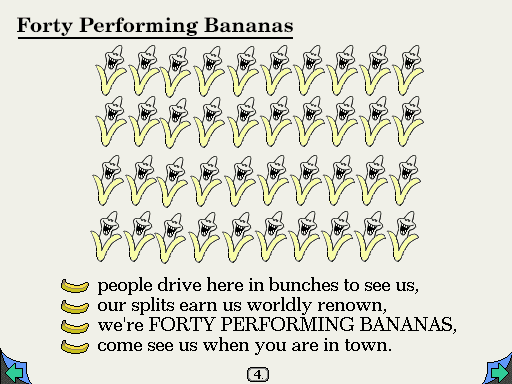 Forty Performing Bananas
people drive here in bunches to see us,
our splits earn us worldly renown,
we're FORTY PERFORMING BANANAS,
come see us when you are in town.
4